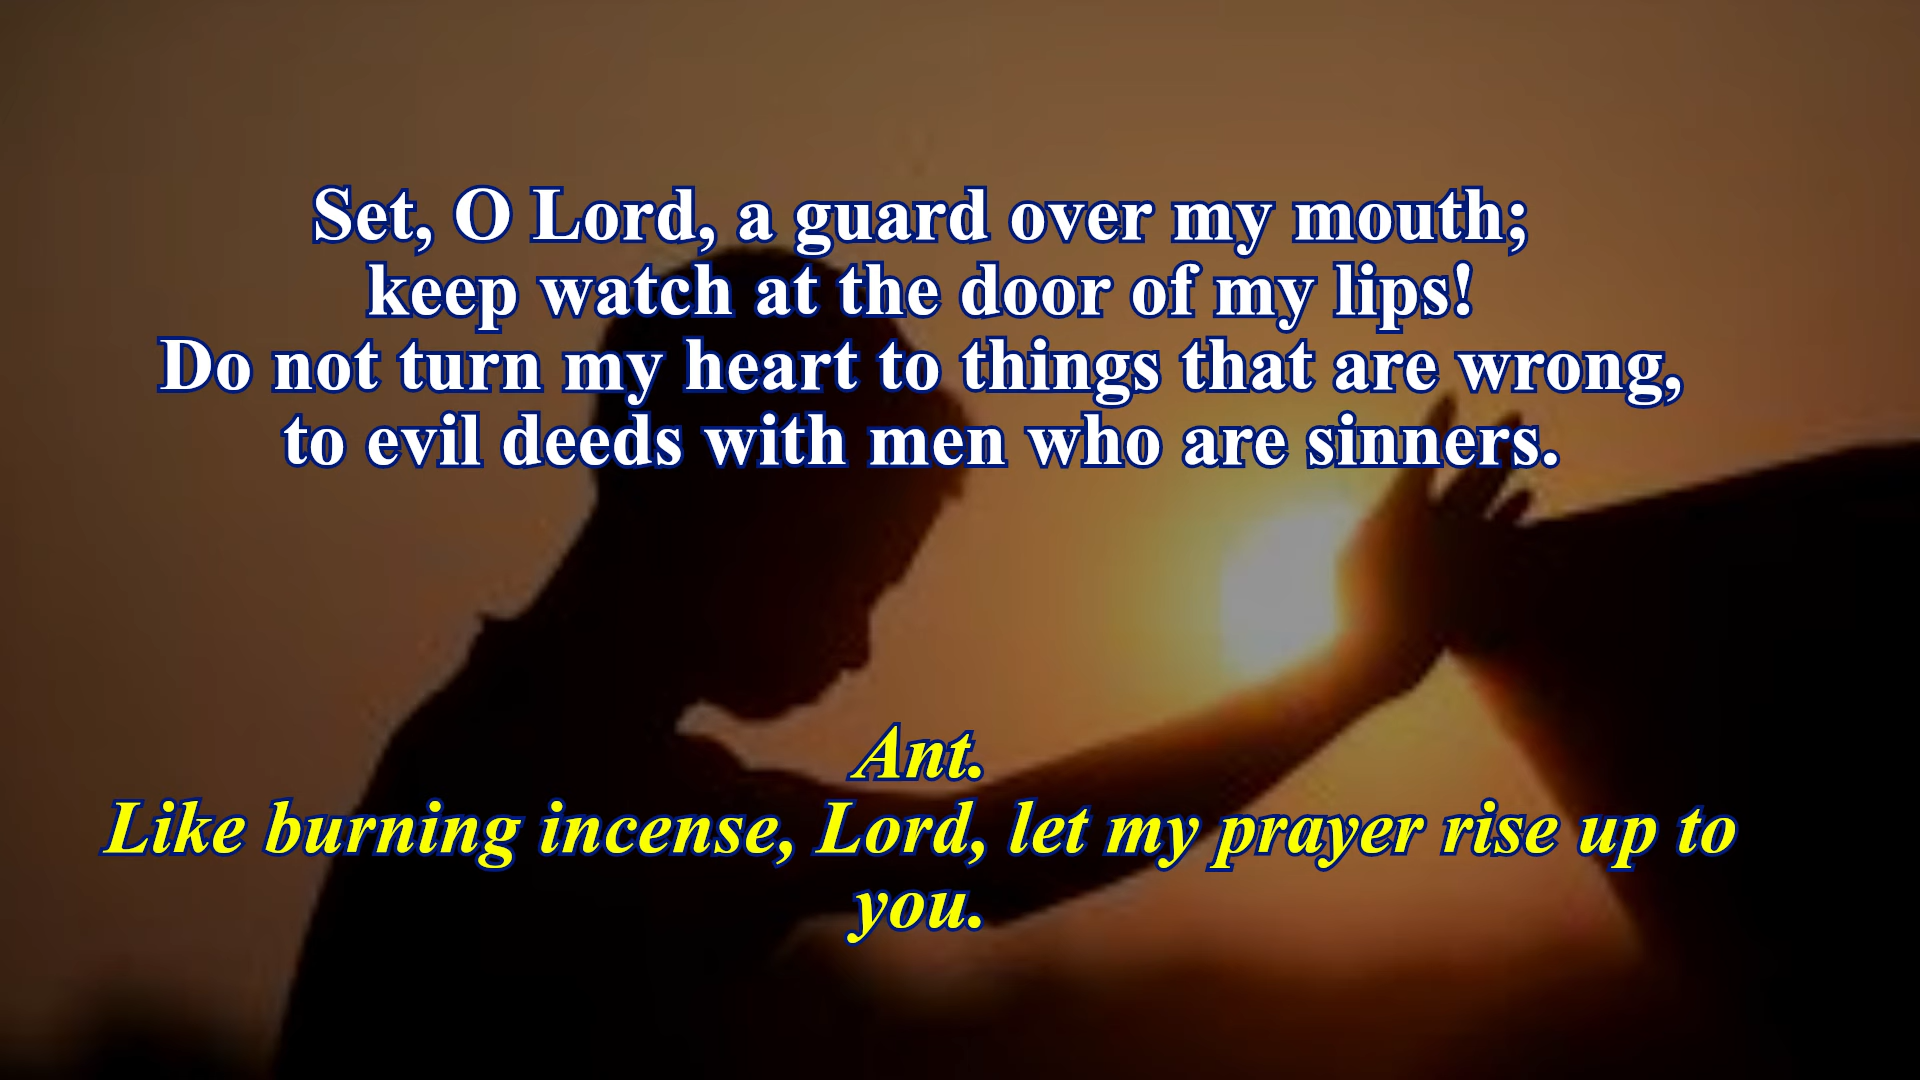 Set, O Lord, a guard over my mouth;
keep watch at the door of my lips!
Do not turn my heart to things that are wrong,
to evil deeds with men who are sinners.
Ant.
Like burning incense, Lord, let my prayer rise up to
you.